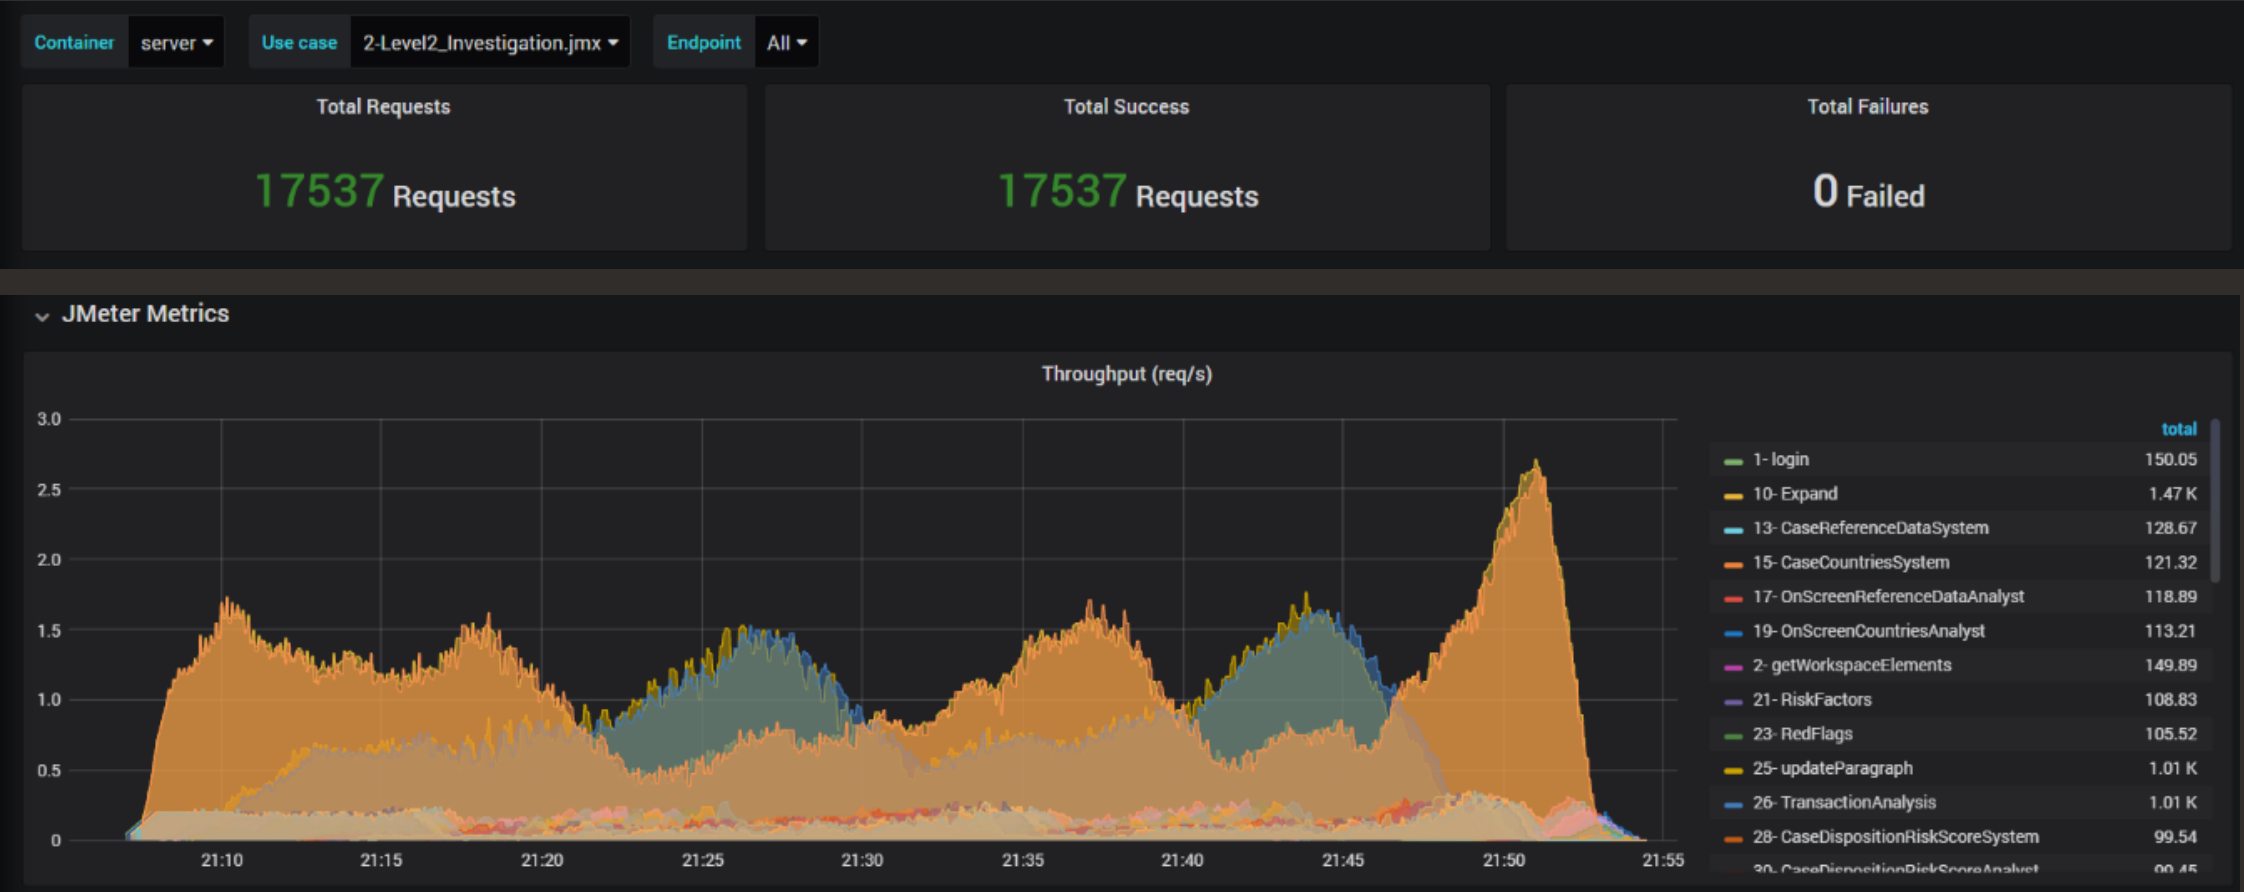 Container server Use case 2-Level2_Investigation.jmx Endpoint All
Total Requests
17537 Requests
Total Success
17537 Requests
Total Failures
0 Failed
JMeter Metrics
Throughput (req/s)
3.0
2.5
2.0
1.5
1.0
0.5
0
21:10 21:15 21:20 21:25 21:30 21:35 21:40 21:45 21:50 21:55
total
1- login 150.05
10- Expand 1.47 K
13- CaseReferenceDataSystem 128.67
15- CaseCountriesSystem 121.32
17- OnScreenReferenceDataAnalyst 118.89
19- OnScreenCountriesAnalyst 113.21
2- getWorkspaceElements 149.89
21- RiskFactors 108.83
23- RedFlags 105.52
25- updateParagraph 1.01 K
26- TransactionAnalysis 1.01 K
28- CaseDispositionRiskScoreSystem 99.54
30- CaseDispositionRiskScoreAnalyst 99.45